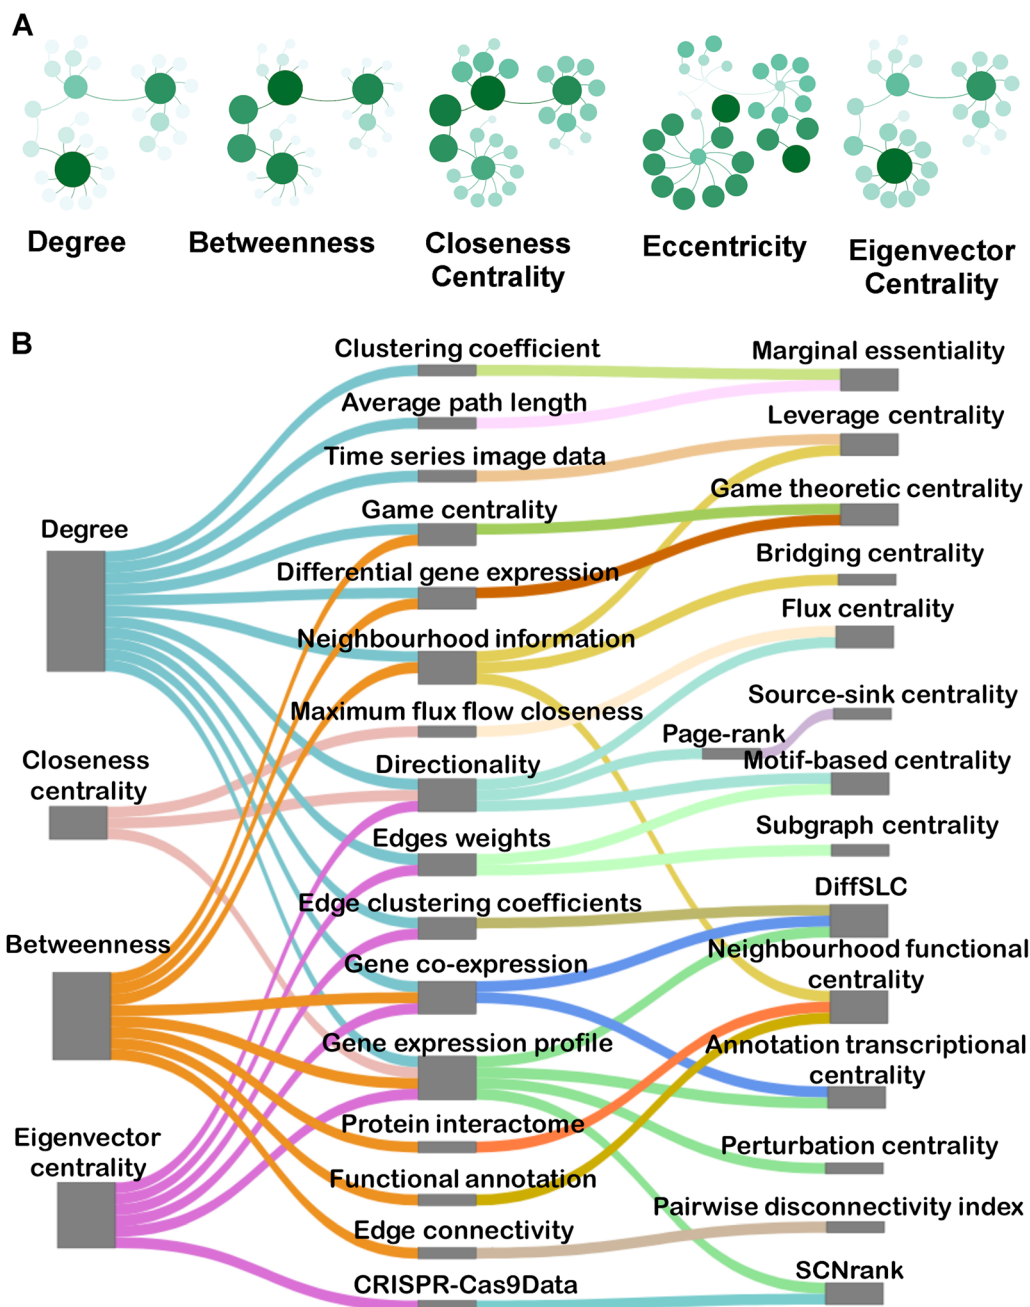 A
Degree
Betweenness
Closeness
Centrality
Eccentricity
Eigenvector
Centrality
B
Clustering coefficient
Marginal essentiality
Average path length
Leverage centrality
Time series image data
Game theoretic centrality
Game centrality
Degree
Bridging centrality
Differential gene expression
Flux centrality
Neighbourhood information
Source-sink centrality
Maximum flux flow closeness
Page-rank
Closeness
centrality
Directionality
Motif-based centrality
Subgraph centrality
Edges weights
DiffSLC
Edge clustering coefficients
Betweenness
Neighbourhood functional
centrality
Gene co-expression
Gene expression profile
Annotation transcriptional
centrality
Protein interactome
Eigenvector
centrality
Perturbation centrality
Functional annotation
Pairwise disconnectivity index
Edge connectivity
SCNrank
CRISPR-Cas9Data